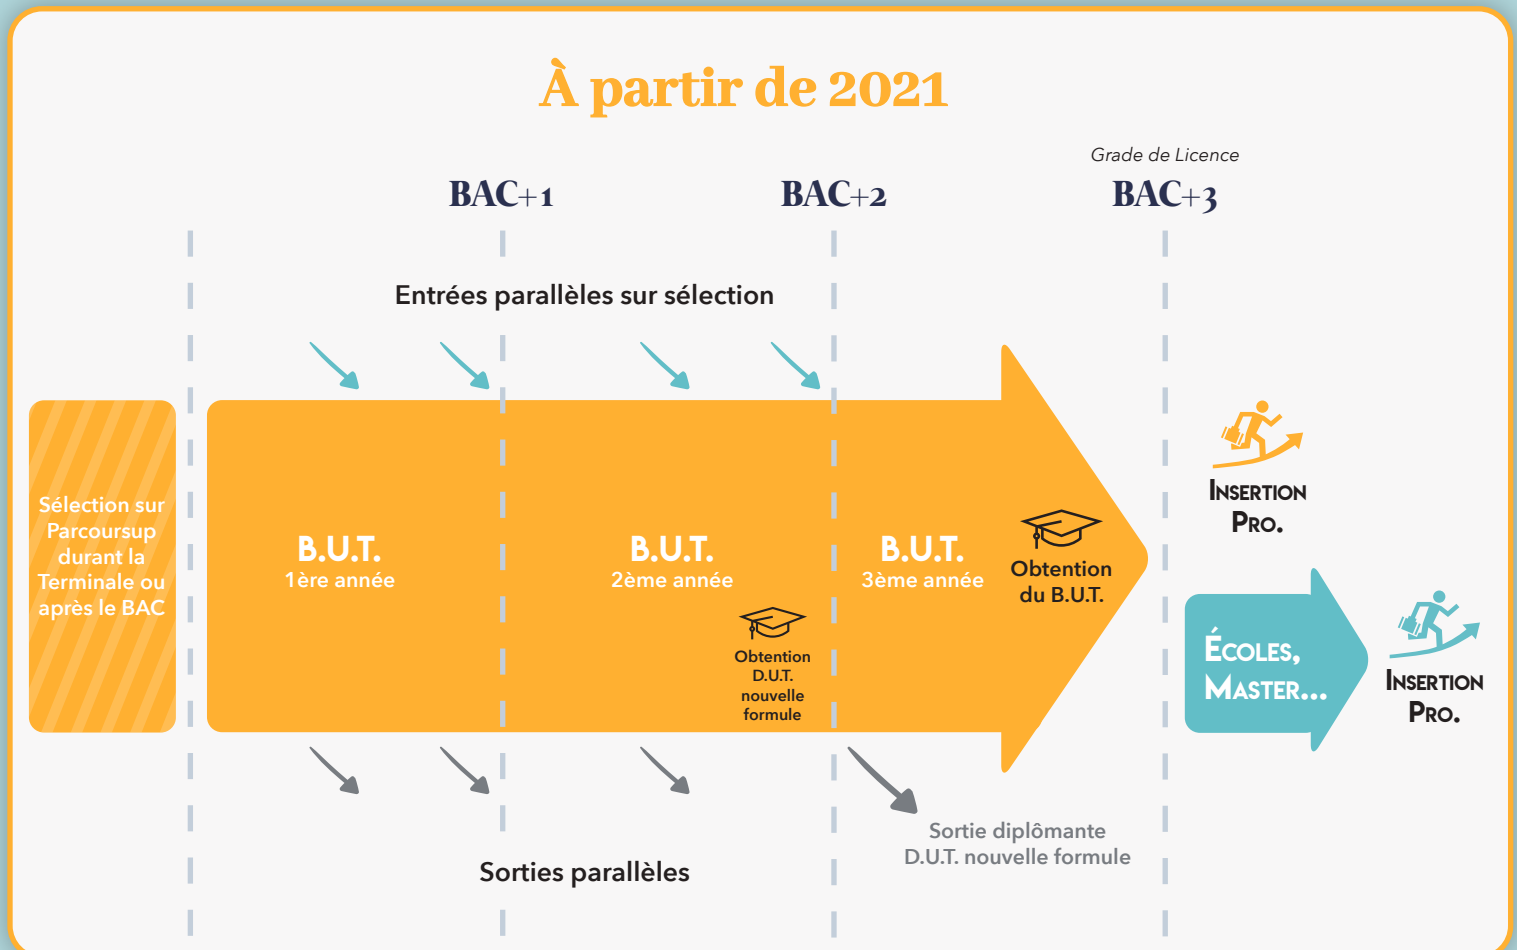 À partir de 2021
Grade de Licence
BAC+1
BAC+2
BAC+3
Entrées parallèles sur sélection
Sélection sur
Parcoursup
durant la
Terminale ou
après le BAC
B.U.T.
1ère année
B.U.T.
2ème année
Obtention
D.U.T.
nouvelle
formule
B.U.T.
3ème année
Obtention
du B.U.T.
Insertion
Pro.
Écoles,
Master...
Insertion
Pro.
Sortie diplômante
D.U.T. nouvelle formule
Sorties parallèles